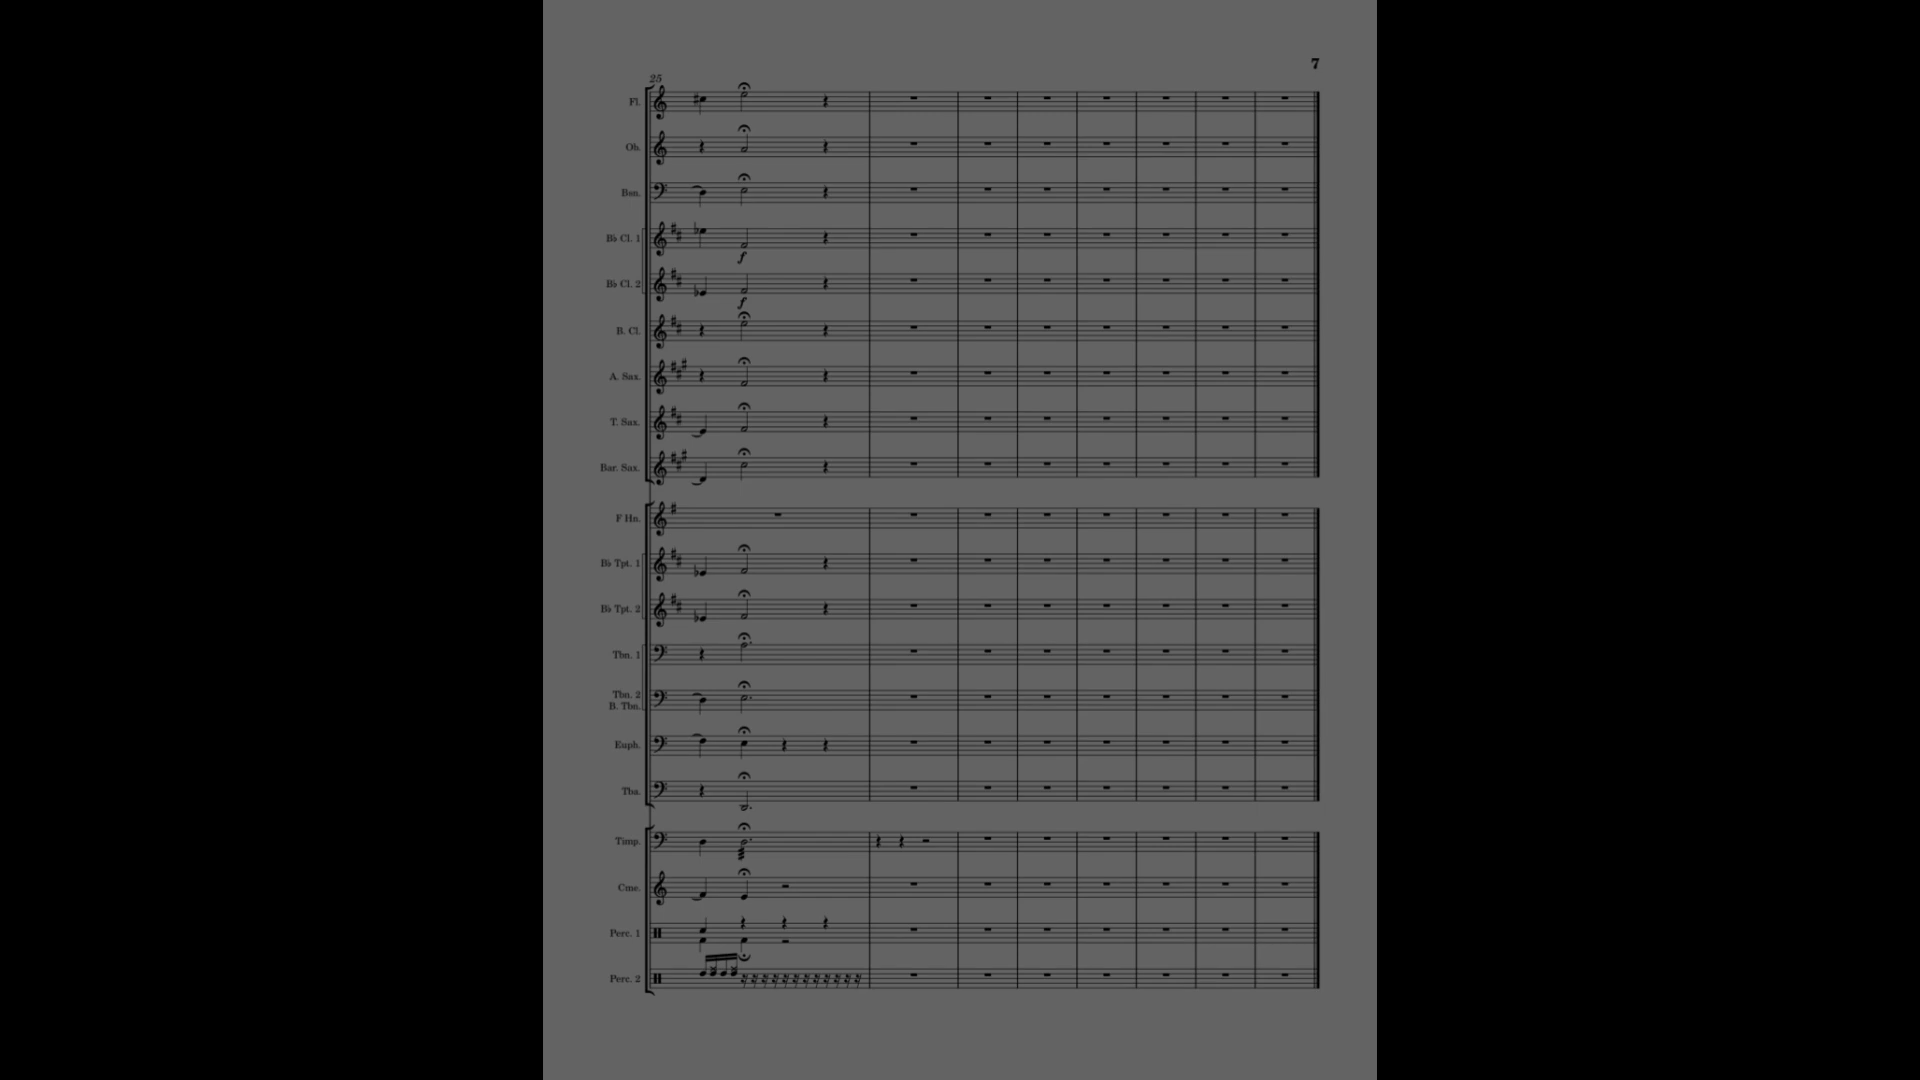 7
25
Fl.
Ob.
Bsn.
B♭ Cl. 1
f
B♭ Cl. 2
f
B. Cl.
A. Sax.
T. Sax.
Bar. Sax.
F Hn.
B♭ Tpt. 1
B♭ Tpt. 2
Tbn. 1
Tbn. 2
B. Tbn.
Euph.
Tba.
Timp.
Cme.
Perc. 1
Perc. 2